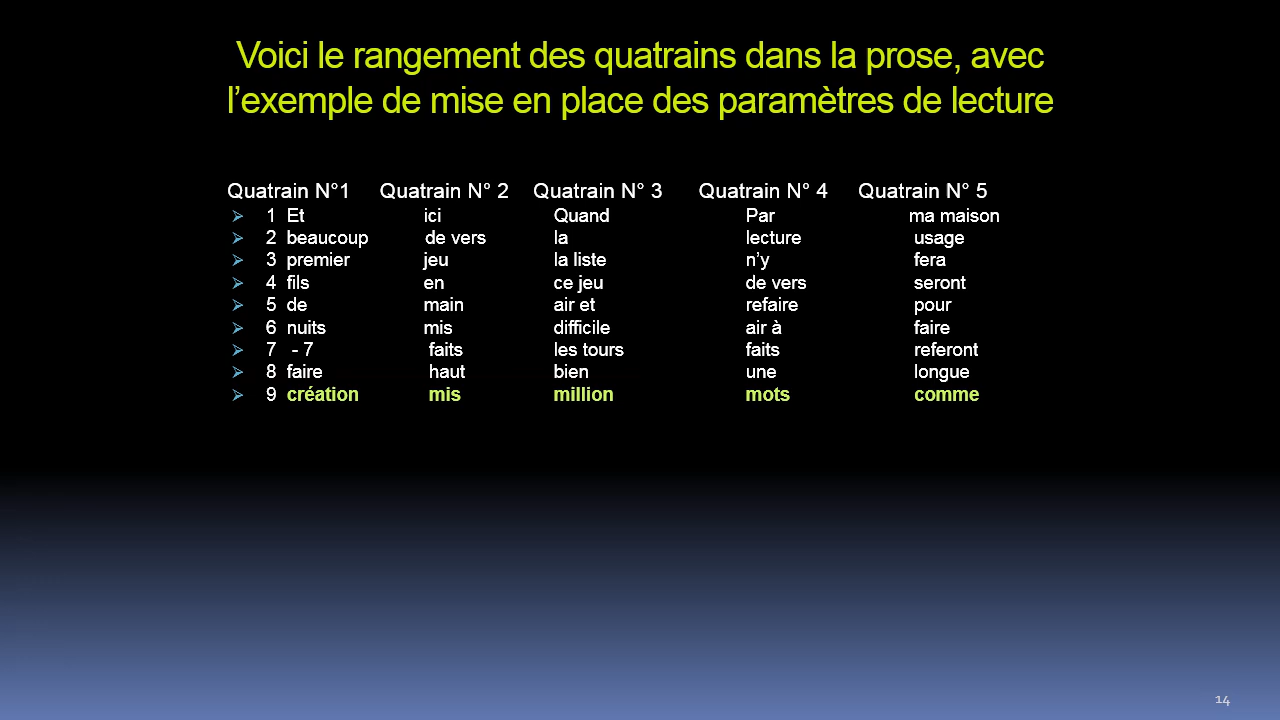 Voici le rangement des quatrains dans la prose, avec
l’exemple de mise en place des paramètres de lecture
Quatrain N°1 Quatrain N° 2 Quatrain N° 3 Quatrain N° 4 Quatrain N° 5
1 Et ici Quand Par ma maison
2 beaucoup de vers la lecture usage
3 premier jeu la liste n’y fera
4 fils en ce jeu de vers seront
5 de main air et refaire pour
6 nuits mis difficile air à faire
7 - 7 faits les tours faits referont
8 faire haut bien une longue
9 création mis million mots comme
14